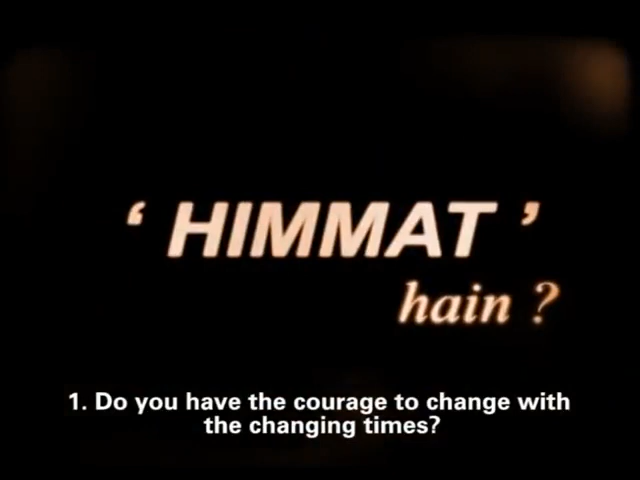 ‘ HIMMAT ’
hain ?
1. Do you have the courage to change with
the changing times?